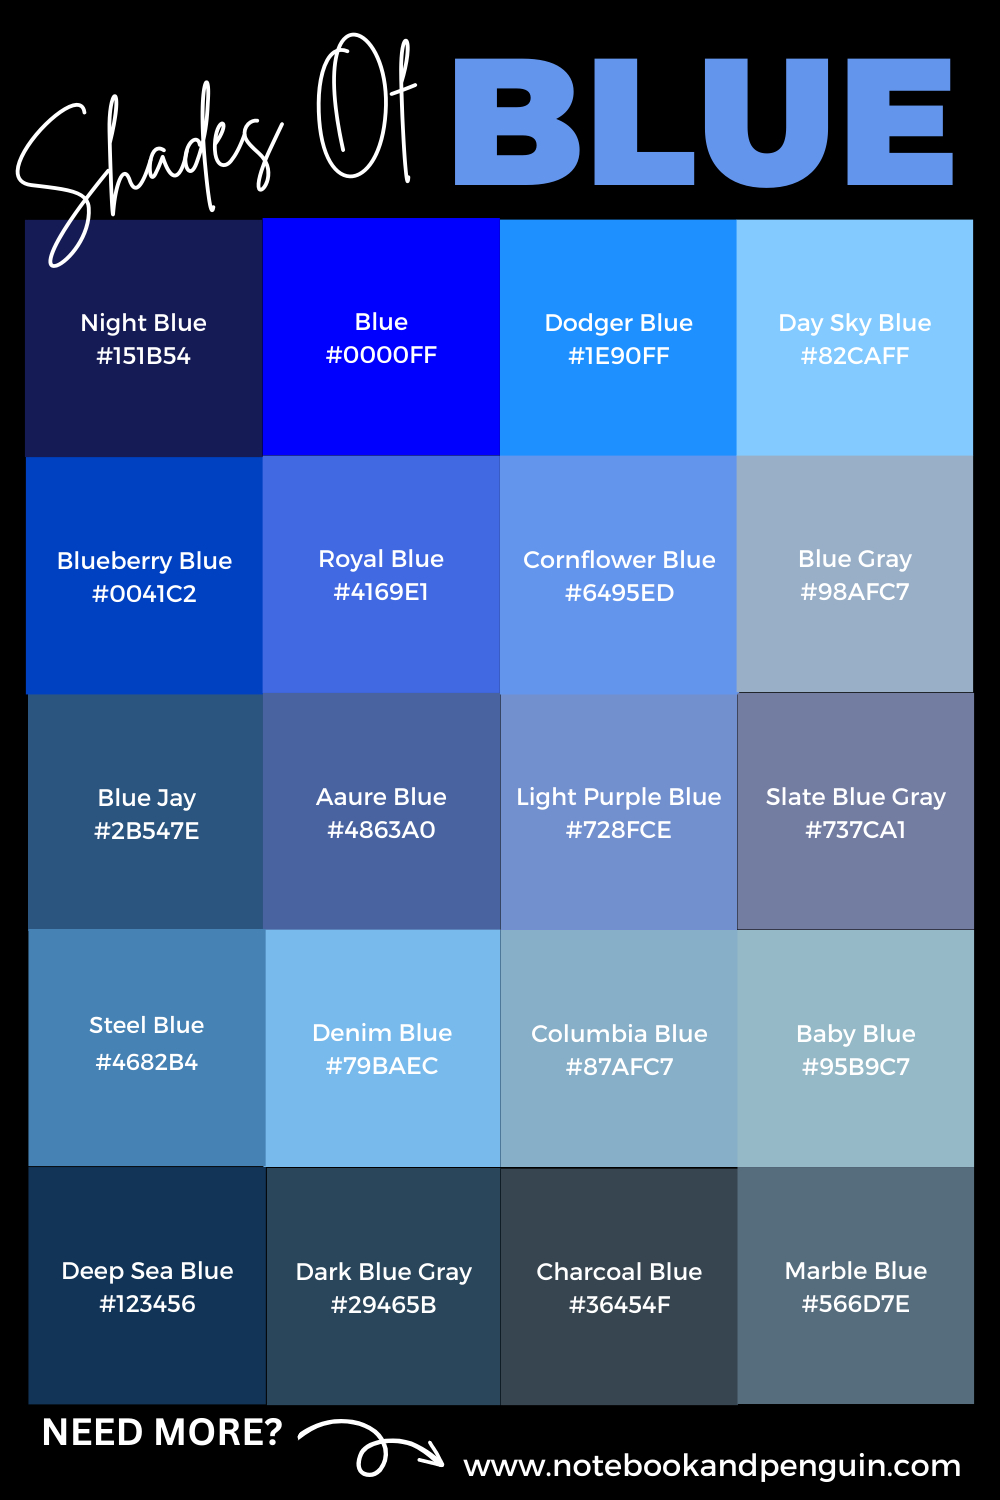 Shades Of BLUE
Night Blue
#151B54
Blue
#0000FF
Dodger Blue
#1E90FF
Day Sky Blue
#82CAFF
Blueberry Blue
#0041C2
Royal Blue
#4169E1
Cornflower Blue
#6495ED
Blue Gray
#98AFC7
Blue Jay
#2B547E
Aaure Blue
#4863A0
Light Purple Blue
#728FCE
Slate Blue Gray
#737CA1
Steel Blue
#4682B4
Denim Blue
#79BAEC
Columbia Blue
#87AFC7
Baby Blue
#95B9C7
Deep Sea Blue
#123456
Dark Blue Gray
#29465B
Charcoal Blue
#36454F
Marble Blue
#566D7E
NEED MORE?
www.notebookandpenguin.com